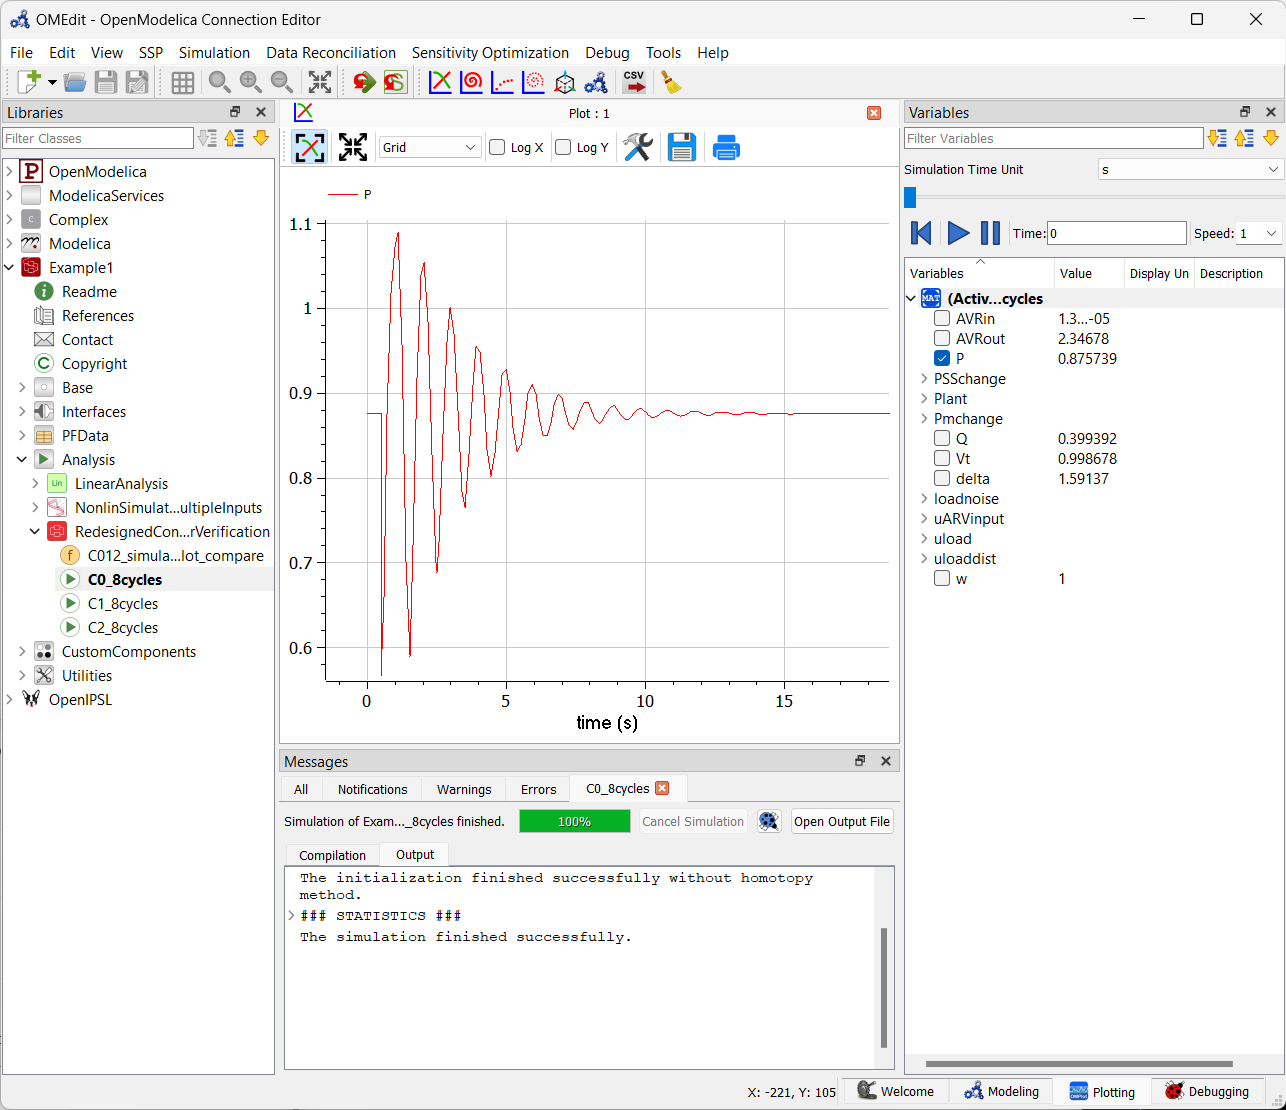 OMEdit - OpenModelica Connection Editor
File Edit View SSP Simulation Data Reconciliation Sensitivity Optimization Debug Tools Help
CSV
Libraries
Filter Classes
OpenModelica
ModelicaServices
Complex
Modelica
Example1
Readme
References
Contact
Copyright
Base
Interfaces
PFData
Analysis
LinearAnalysis
NonlinSimulat...ultipleInputs
RedesignedCon...rVerification
C012_simula...lot_compare
C0_8cycles
C1_8cycles
C2_8cycles
CustomComponents
Utilities
OpenIPSL
Plot : 1
Grid Log X Log Y
P
1.1
1
0.9
0.8
0.7
0.6
0 5 10 15
time (s)
Messages
All Notifications Warnings Errors C0_8cycles
Simulation of Exam..._8cycles finished. 100% Cancel Simulation Open Output File
Compilation Output
The initialization finished successfully without homotopy
method.
### STATISTICS ###
The simulation finished successfully.
Variables
Filter Variables
Simulation Time Unit s
Time: 0 Speed: 1
Variables Value Display Un Description
MAT (Activ...cycles
AVRin 1.3...-05
AVRout 2.34678
P 0.875739
PSSchange
Plant
Pmchange
Q 0.399392
Vt 0.998678
delta 1.59137
loadnoise
uARVinput
uload
uloaddist
w 1
X: -221, Y: 105 Welcome Modeling Plotting Debugging